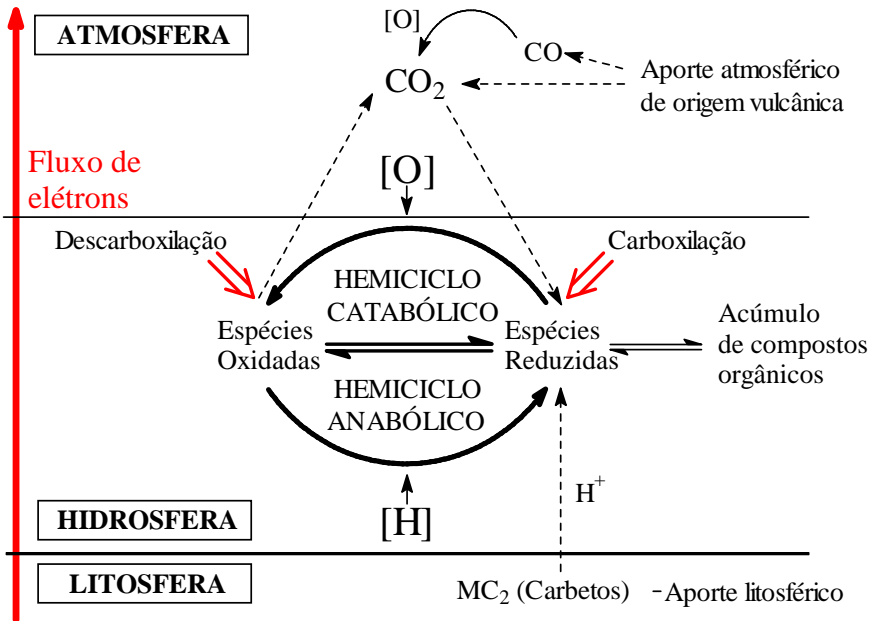 ATMOSFERA
[O]
CO
CO2
Aporte atmosférico
de origem vulcânica
Fluxo de
elétrons
[O]
Descarboxilação
Carboxilação
HEMICICLO
CATABÓLICO
Espécies
Oxidadas
Espécies
Reduzidas
Acúmulo
de compostos
orgânicos
HEMICICLO
ANABÓLICO
H+
[H]
HIDROSFERA
LITOSFERA
MC2 (Carbetos) -Aporte litosférico